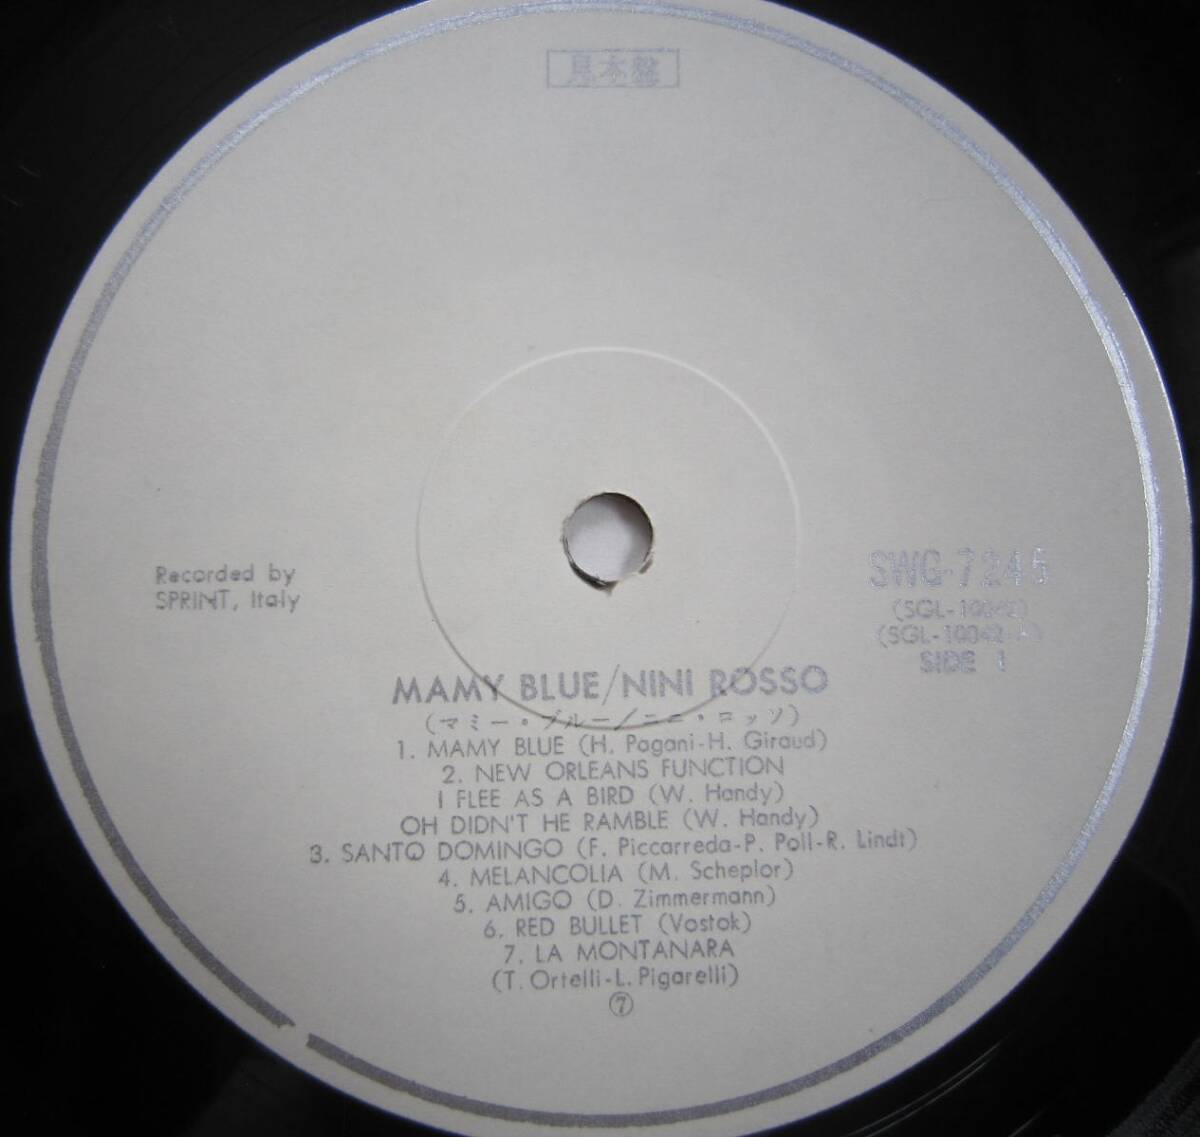 見本盤
Recorded by
SPRINT, Italy
SWG-7245
(SGL-10042)
(SGL-10042-A)
SIDE 1
MAMY BLUE/NINI ROSSO
(マミー・ブルー/ニニ・ロッソ)
1. MAMY BLUE (H. Pagani-H. Giraud)
2. NEW ORLEANS FUNCTION
I FLEE AS A BIRD (W. Handy)
OH DIDN'T HE RAMBLE (W. Handy)
3. SANTO DOMINGO (F. Piccarreda-P. Poll-R. Lindt)
4. MELANCOLIA (M. Scheplor)
5. AMIGO (D. Zimmermann)
6. RED BULLET (Vostok)
7. LA MONTANARA
(T. Ortelli-L. Pigarelli)
⑦